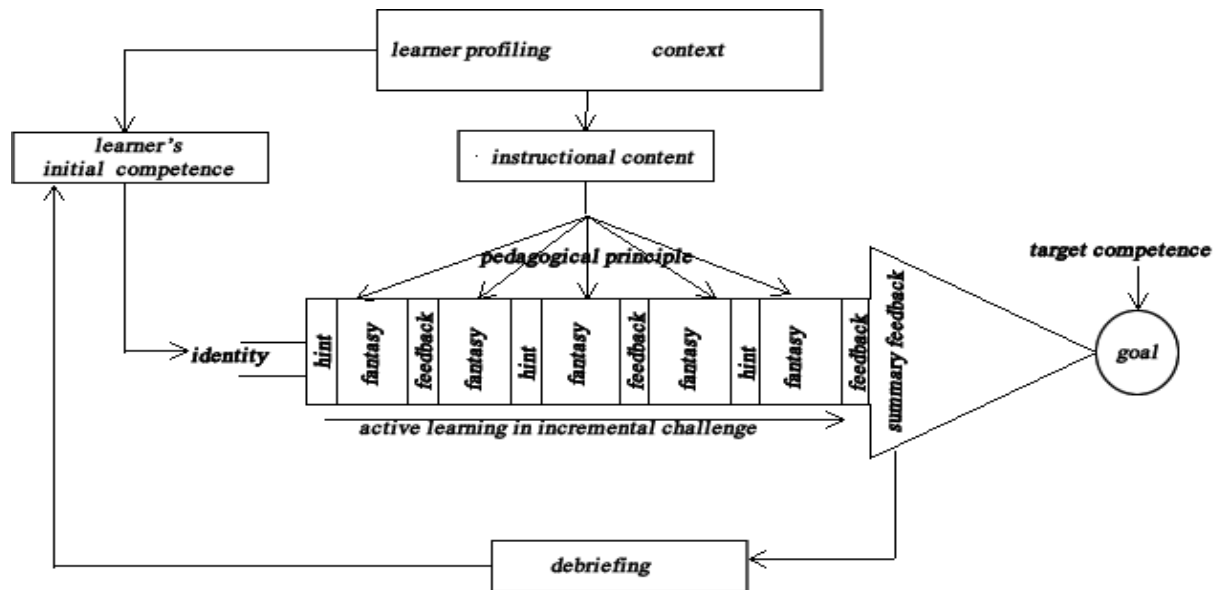 learner profiling context
learner's
initial competence
instructional content
pedagogical principle
target competence
identity
hint
fantasy
feedback
fantasy
hint
fantasy
feedback
fantasy
hint
fantasy
feedback
summary feedback
goal
active learning in incremental challenge
debriefing